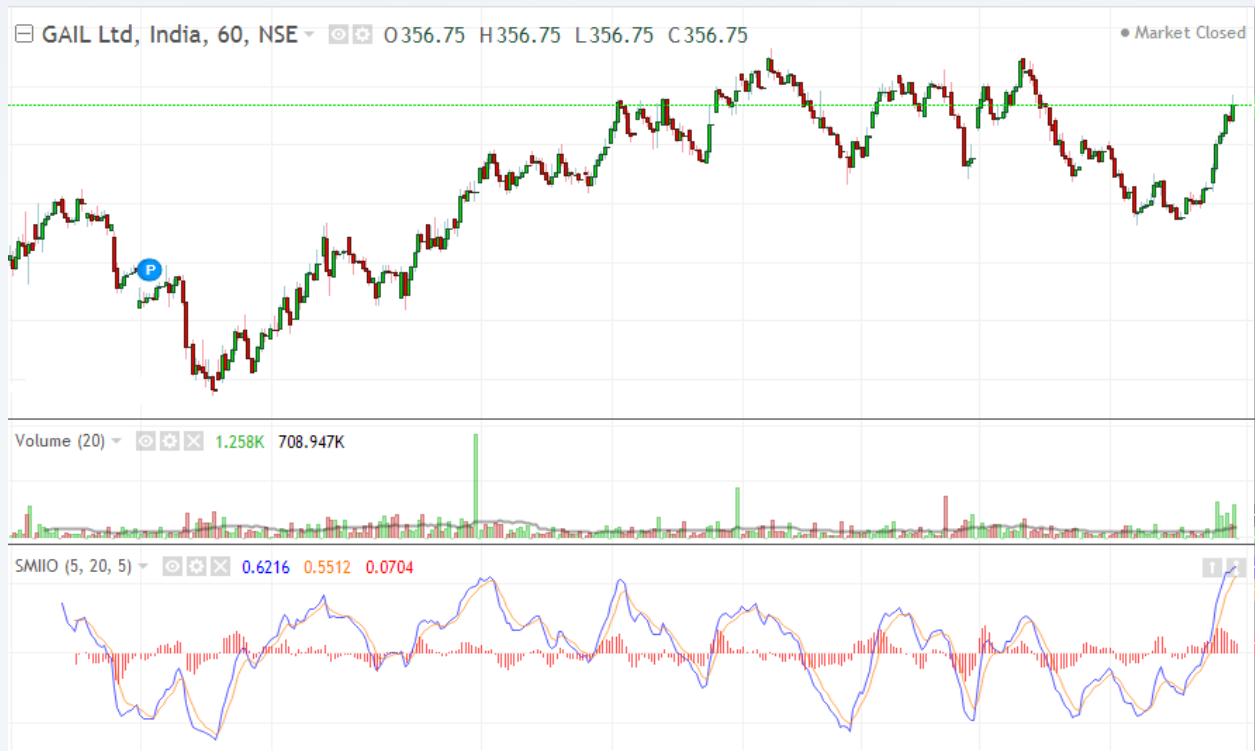 GAIL Ltd, India, 60, NSE O356.75 H356.75 L356.75 C356.75 Market Closed
P
Volume (20) 1.258K 708.947K
SMIIO (5, 20, 5) 0.6216 0.5512 0.0704